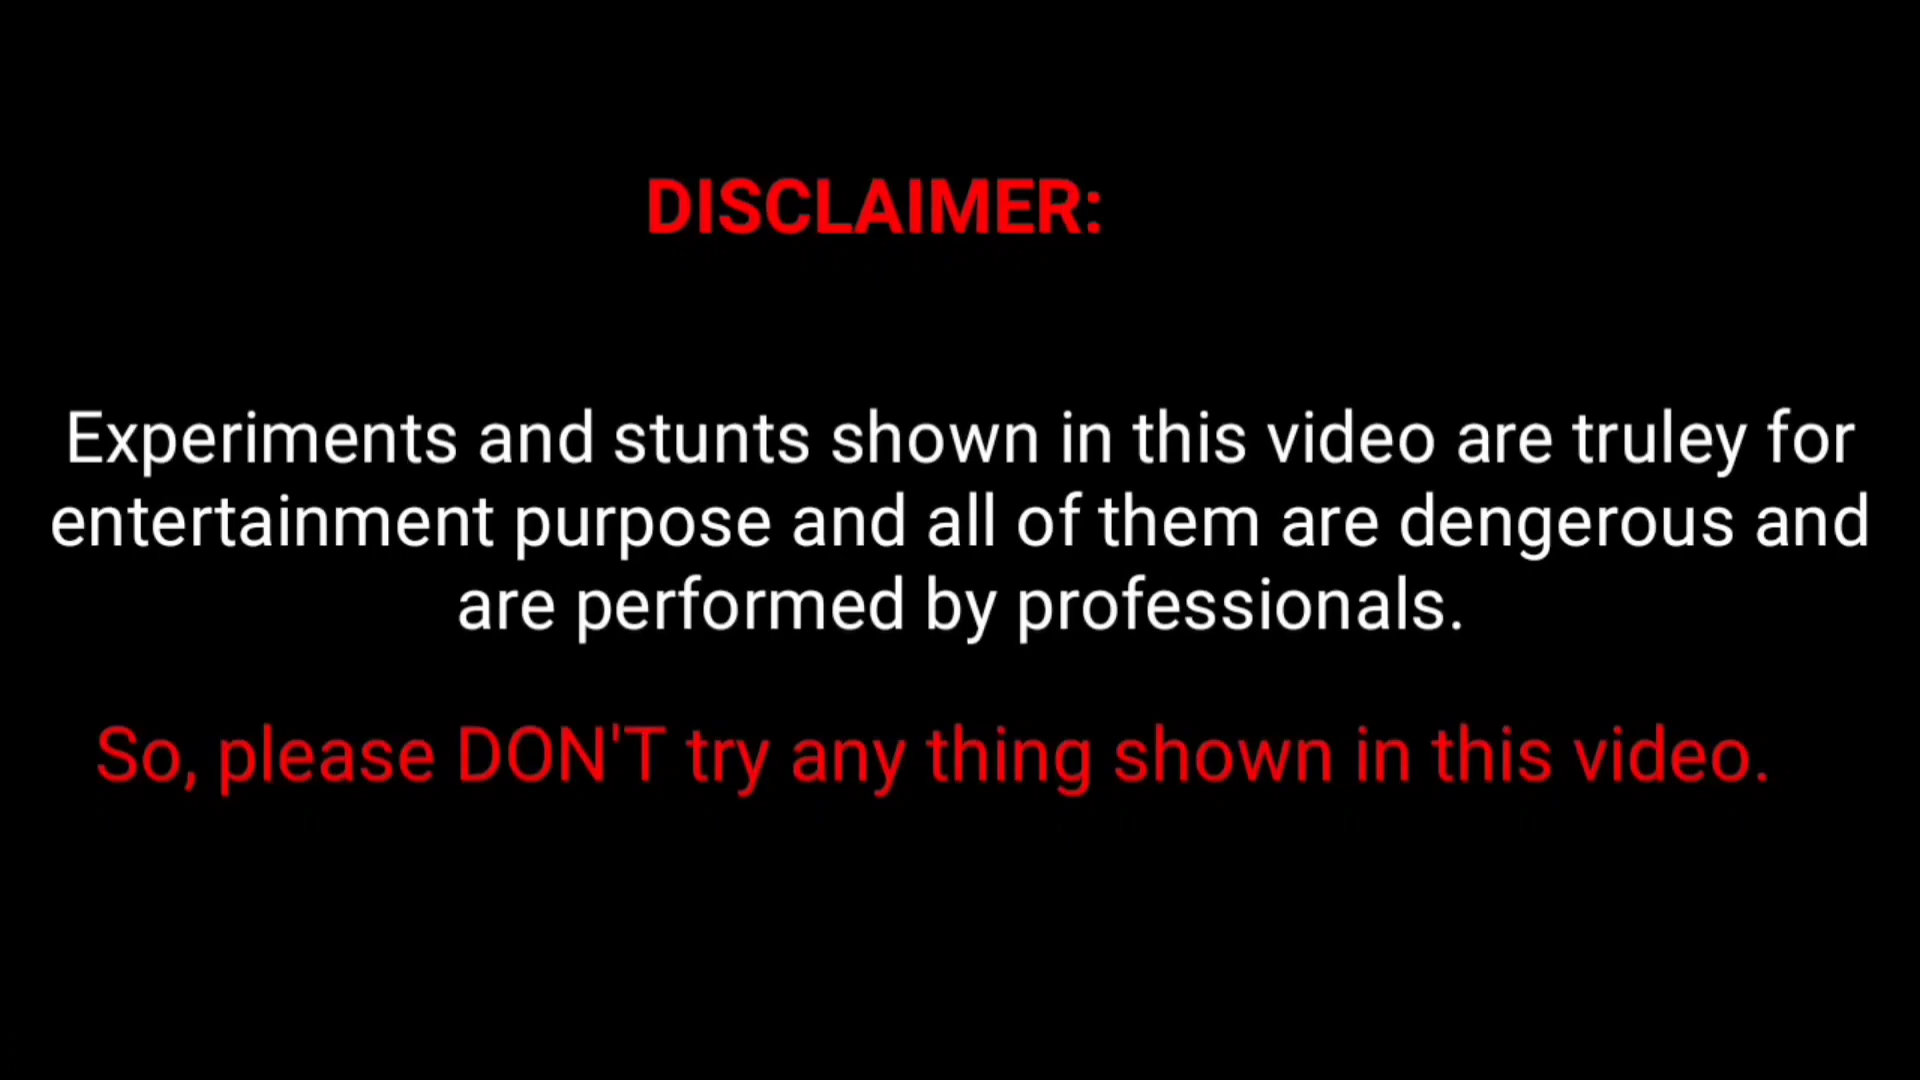 DISCLAIMER:
Experiments and stunts shown in this video are truley for
entertainment purpose and all of them are dengerous and
are performed by professionals.
So, please DON'T try any thing shown in this video.